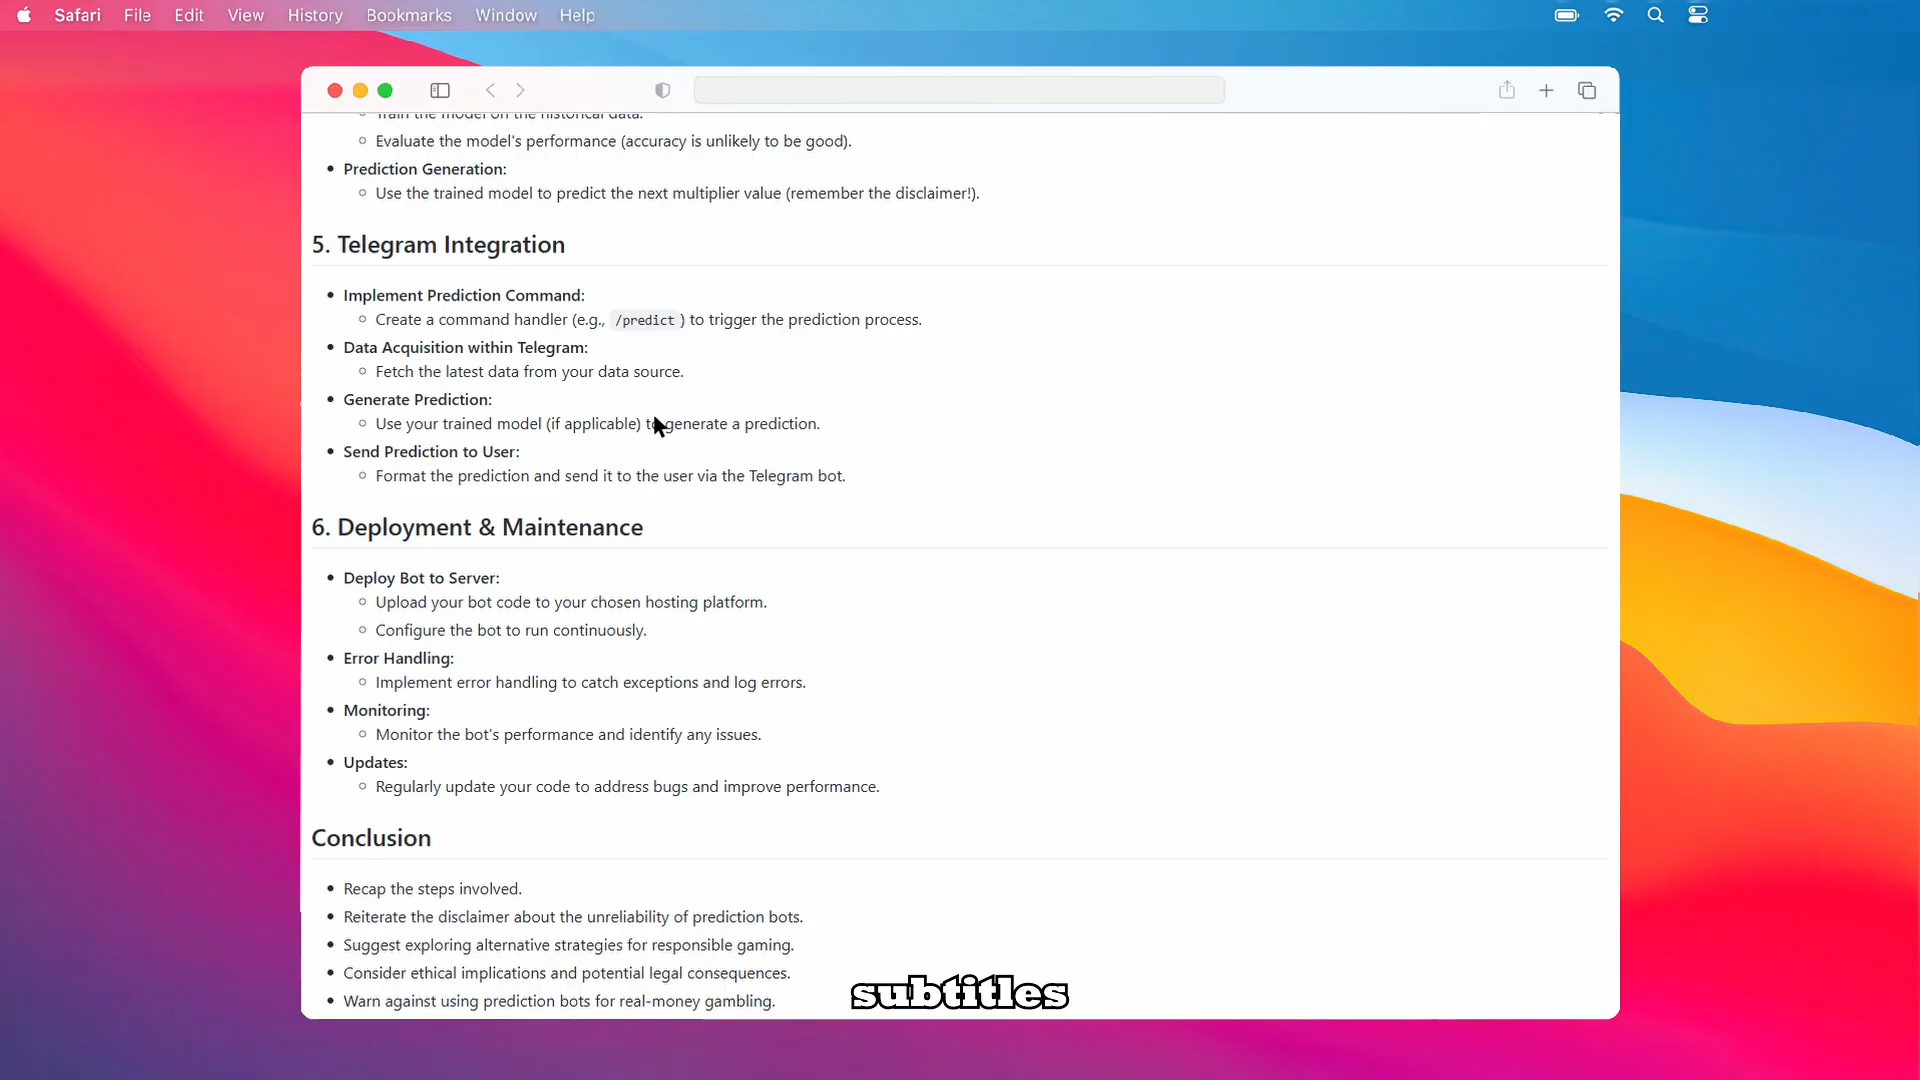 Safari File Edit View History Bookmarks Window Help
Train the model on the historical data.
Evaluate the model's performance (accuracy is unlikely to be good).
Prediction Generation:
Use the trained model to predict the next multiplier value (remember the disclaimer!).
5. Telegram Integration
Implement Prediction Command:
Create a command handler (e.g., /predict) to trigger the prediction process.
Data Acquisition within Telegram:
Fetch the latest data from your data source.
Generate Prediction:
Use your trained model (if applicable) to generate a prediction.
Send Prediction to User:
Format the prediction and send it to the user via the Telegram bot.
6. Deployment & Maintenance
Deploy Bot to Server:
Upload your bot code to your chosen hosting platform.
Configure the bot to run continuously.
Error Handling:
Implement error handling to catch exceptions and log errors.
Monitoring:
Monitor the bot's performance and identify any issues.
Updates:
Regularly update your code to address bugs and improve performance.
Conclusion
Recap the steps involved.
Reiterate the disclaimer about the unreliability of prediction bots.
Suggest exploring alternative strategies for responsible gaming.
Consider ethical implications and potential legal consequences.
Warn against using prediction bots for real-money gambling.
subtitles